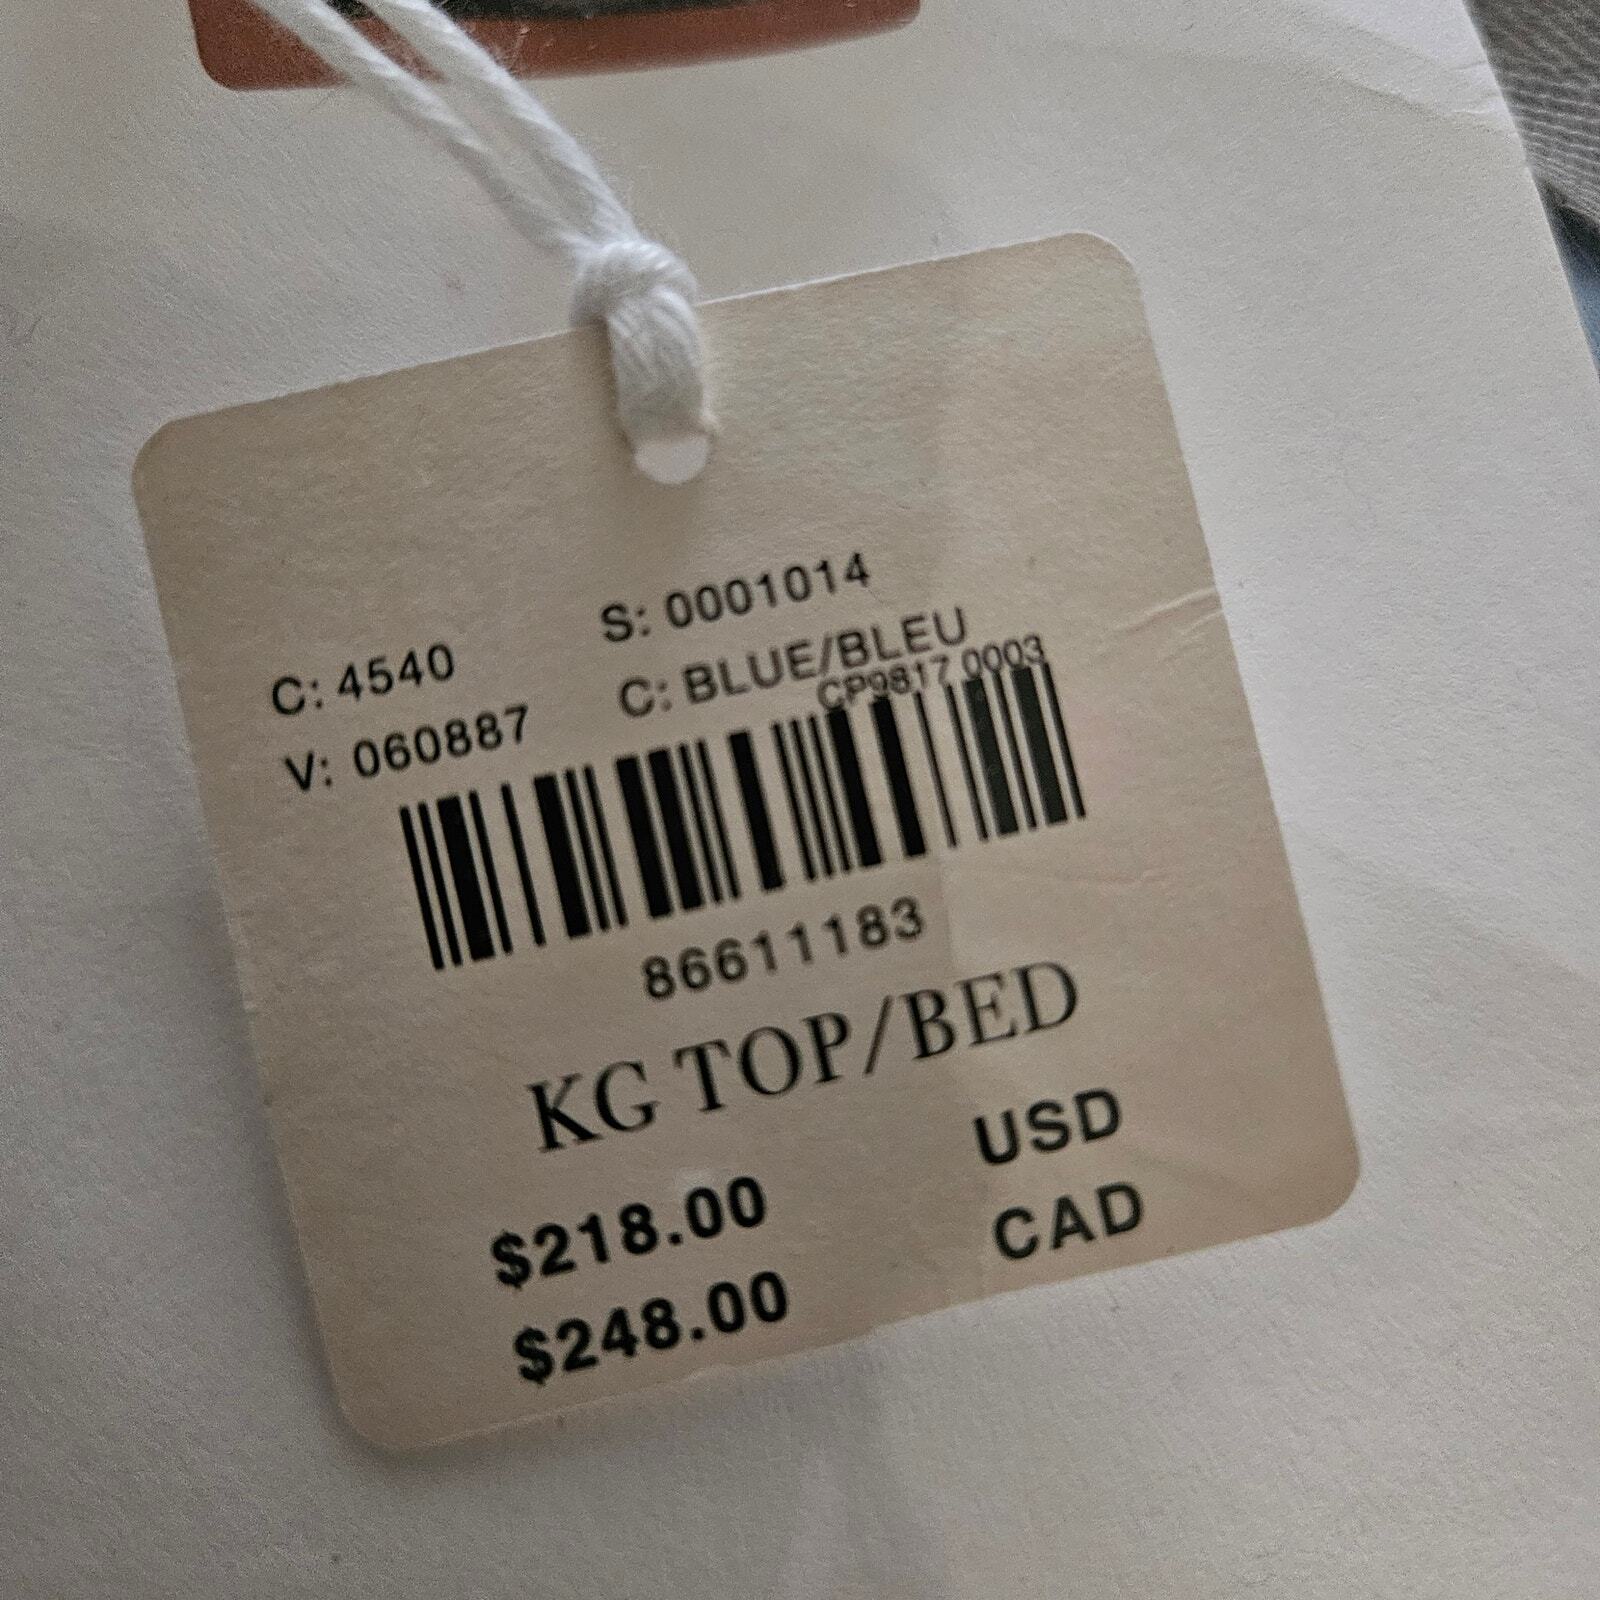 S: 0001014
C: 4540
C: BLUE/BLEU
V: 060887
CP9817 0003
86611183
KG TOP/BED
$218.00 USD
$248.00 CAD